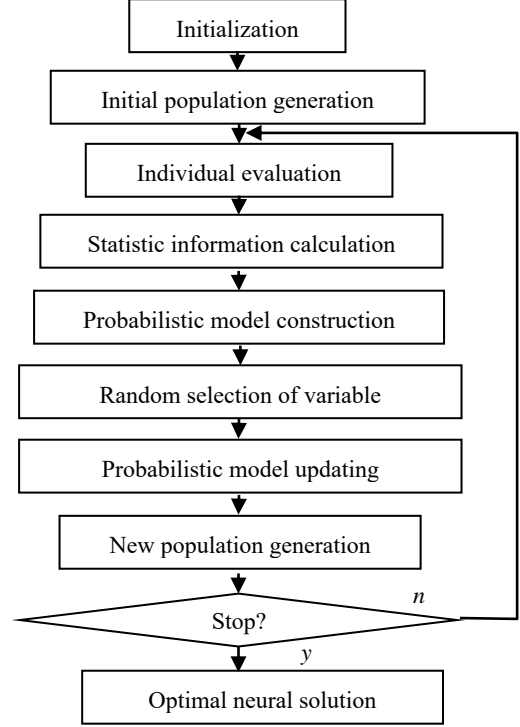 Initialization
Initial population generation
Individual evaluation
Statistic information calculation
Probabilistic model construction
Random selection of variable
Probabilistic model updating
New population generation
n
Stop?
y
Optimal neural solution